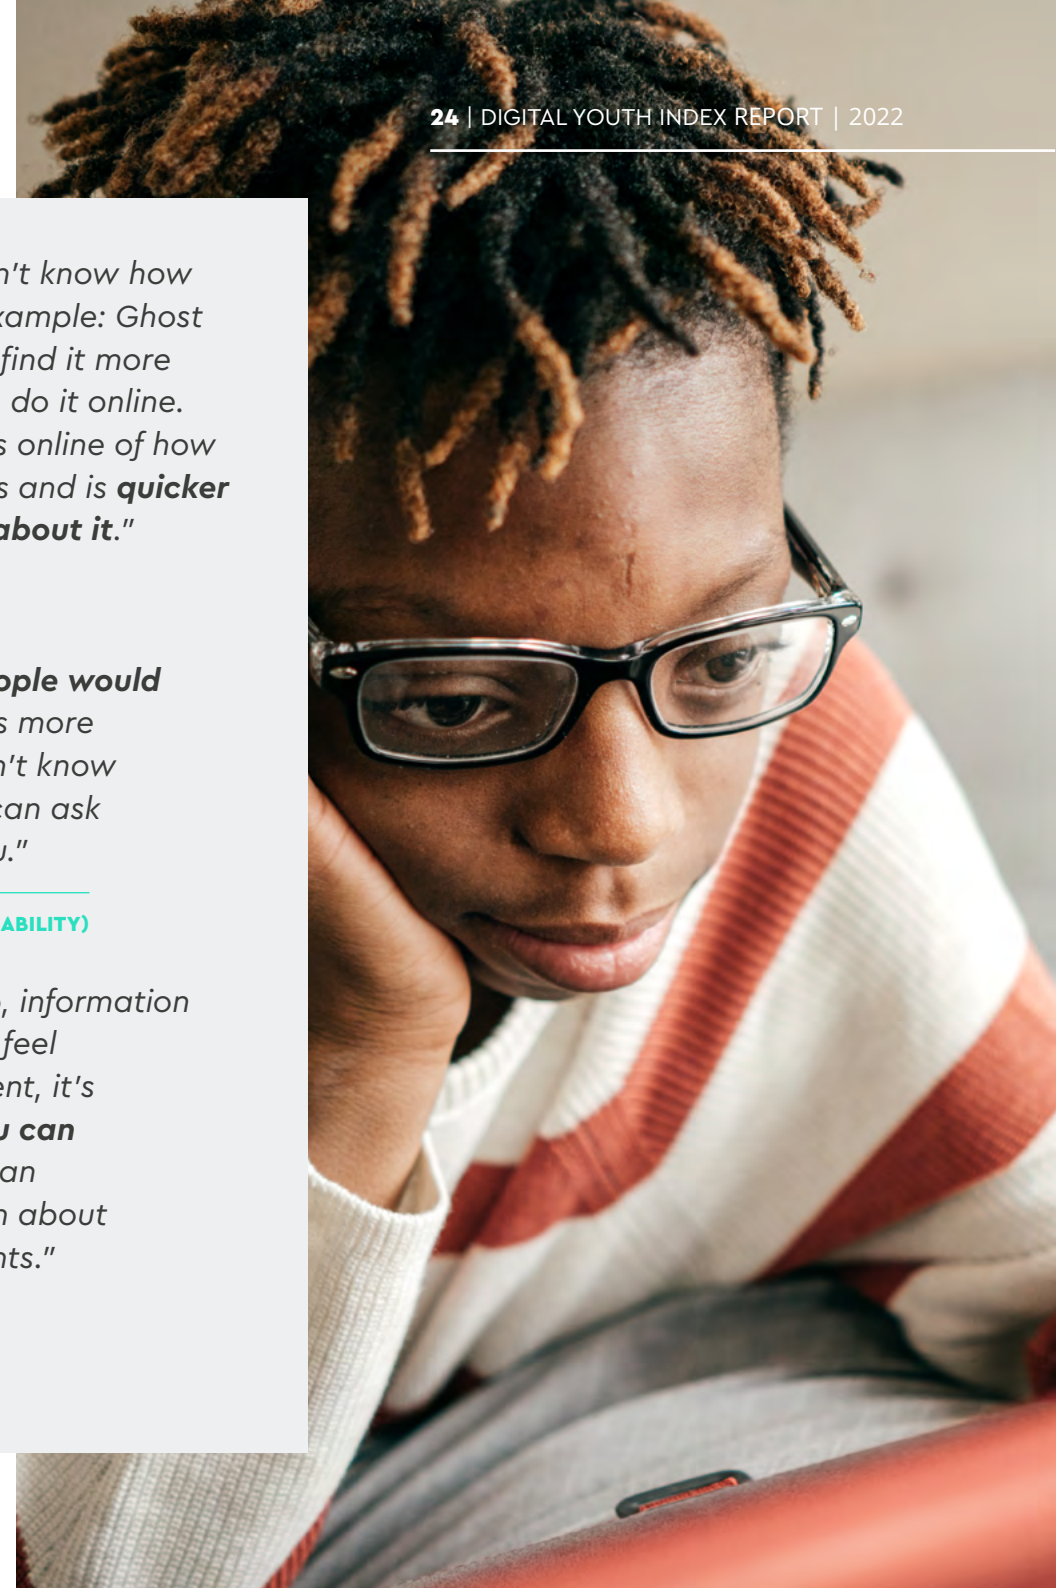 24 | DIGITAL YOUTH INDEX REPORT | 2022
n't know how
xample: Ghost
find it more
do it online.
s online of how
s and is quicker
about it."
ople would
s more
n't know
can ask
u."
ABILITY)
, information
feel
ent, it's
u can
an
n about
nts."